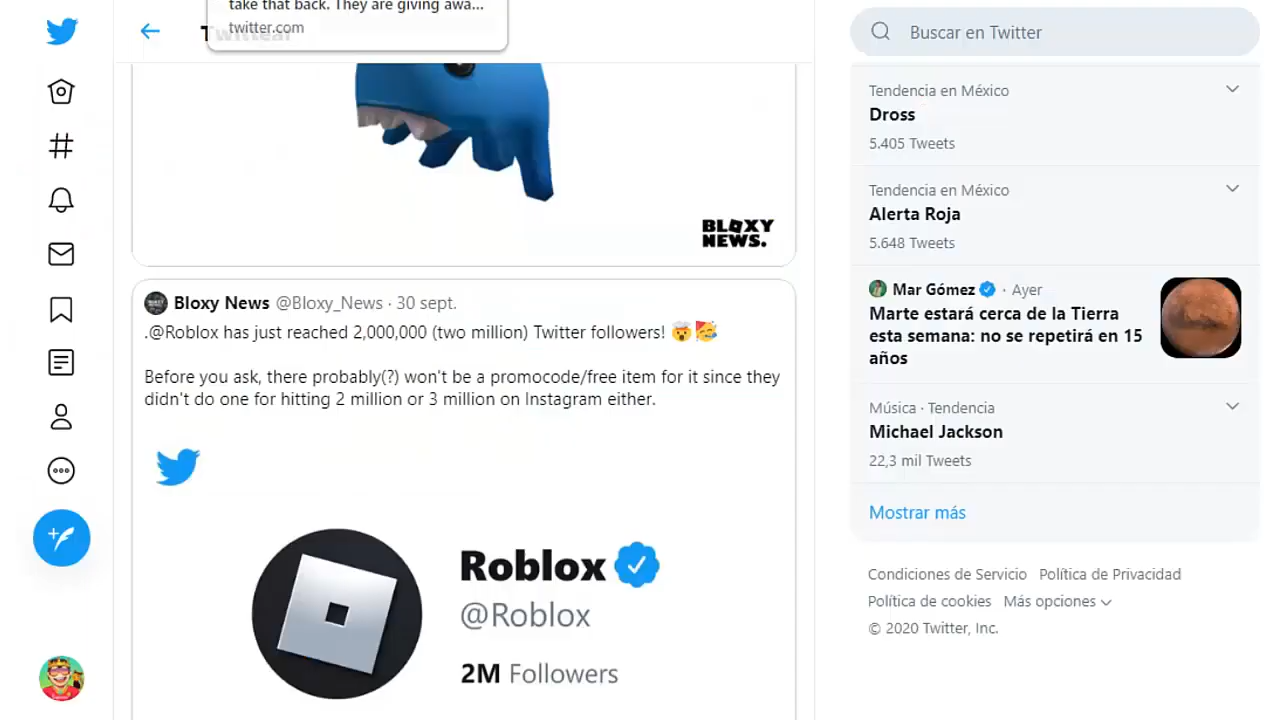 take that back. They are giving awa...
twitter.com
Twittear
BLOXY
NEWS.
Bloxy News @Bloxy_News · 30 sept.
.@Roblox has just reached 2,000,000 (two million) Twitter followers! 🤯🥳
Before you ask, there probably(?) won't be a promocode/free item for it since they
didn't do one for hitting 2 million or 3 million on Instagram either.
Roblox
@Roblox
2M Followers
Buscar en Twitter
Tendencia en México
Dross
5.405 Tweets
Tendencia en México
Alerta Roja
5.648 Tweets
Mar Gómez · Ayer
Marte estará cerca de la Tierra
esta semana: no se repetirá en 15
años
Música · Tendencia
Michael Jackson
22,3 mil Tweets
Mostrar más
Condiciones de Servicio Política de Privacidad
Política de cookies Más opciones
© 2020 Twitter, Inc.